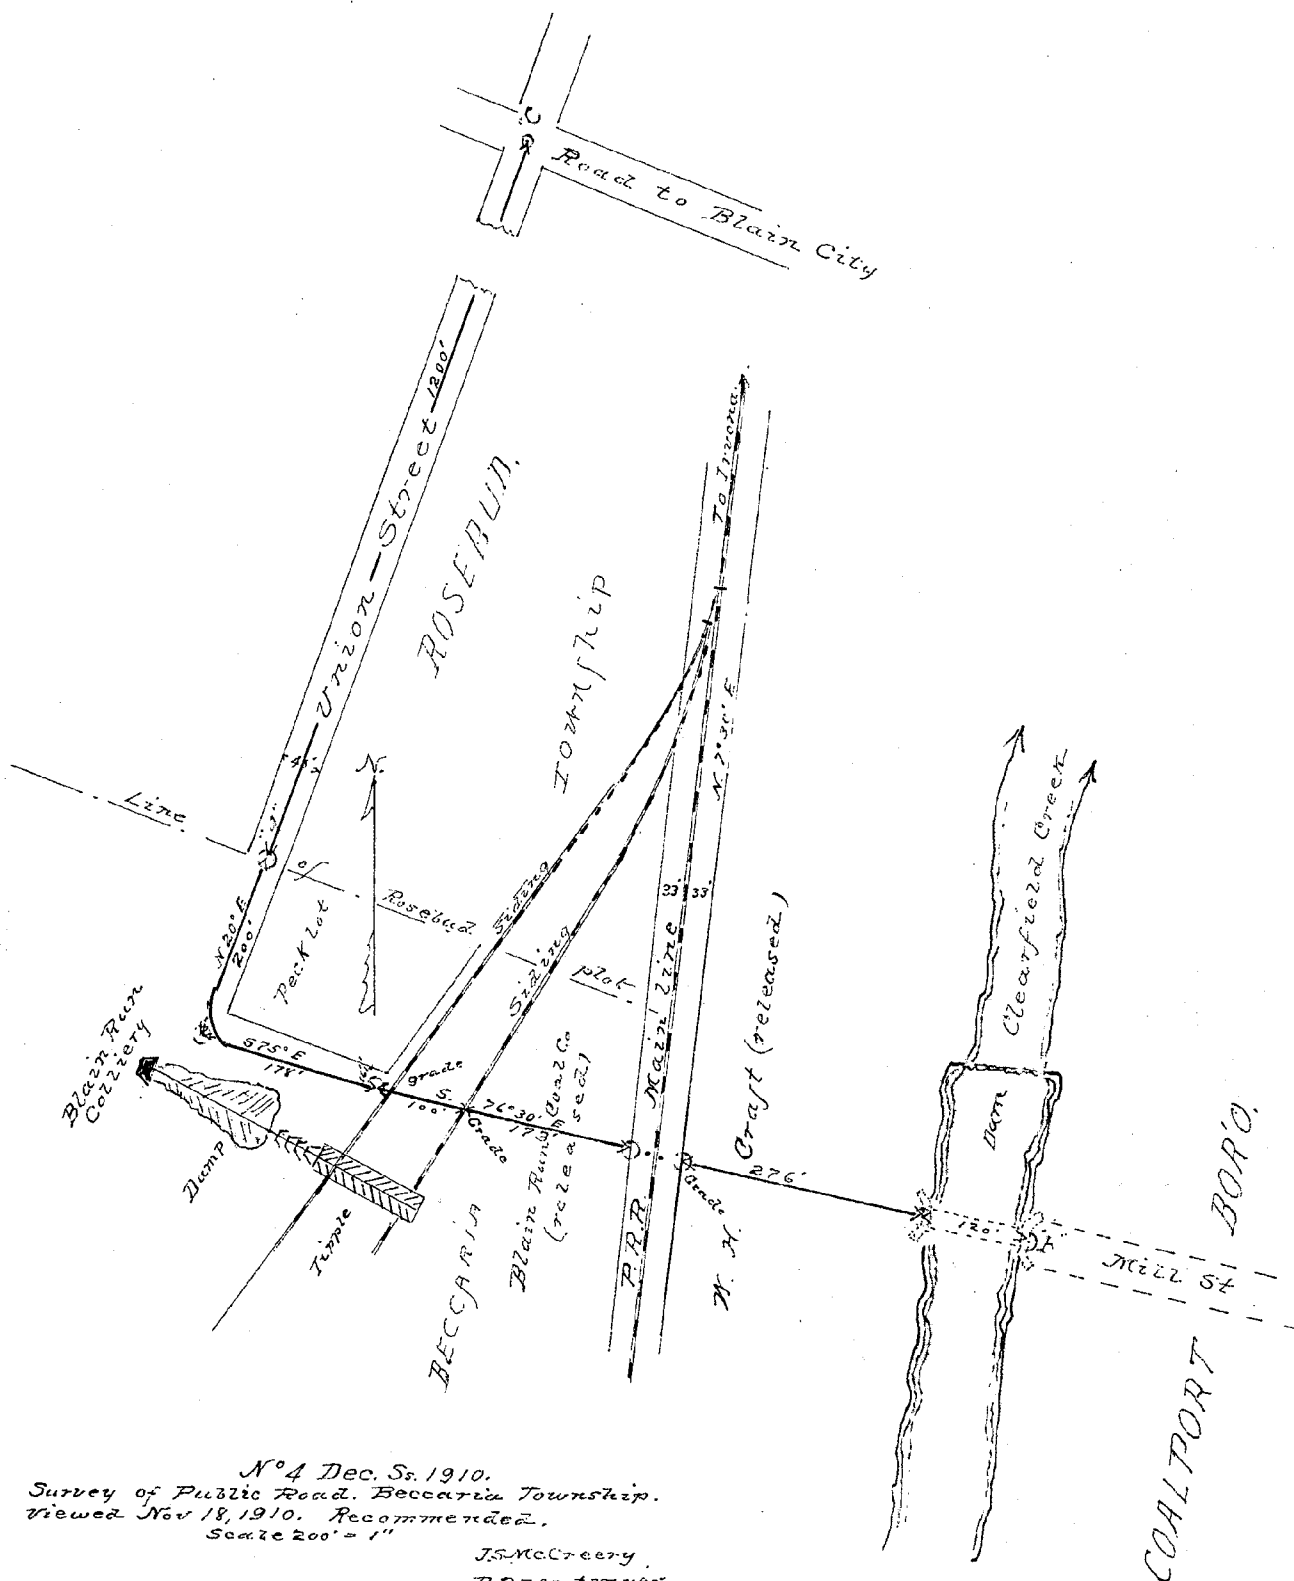 "C"
Road to Blain City
Union Street 1200'
ROSEBUD.
To Irvona.
Township
N. 7° 30' E
45'
N.
Line
"B"
of
Rosebud
plot.
Siding
Siding
33' 33'
N 20° E
200'
Peck Lot
Clearfield Creek
Blain Run
Colliery
S 75° E
178'
grade
S. 76° 30' E
100'
Grade
Main Line
P.R.R.
W. H. Craft (released)
Dam
Dump
Tipple
BECCARIA
Blain Run Coal Co
(released)
Grade
276'
120'
"A"
Mill St
COALPORT BORO.
No 4 Dec. Ss. 1910.
Survey of Public Road. Beccaria Township.
Viewed Nov 18, 1910. Recommended.
Scale 200' = 1"
J.S. McCreery